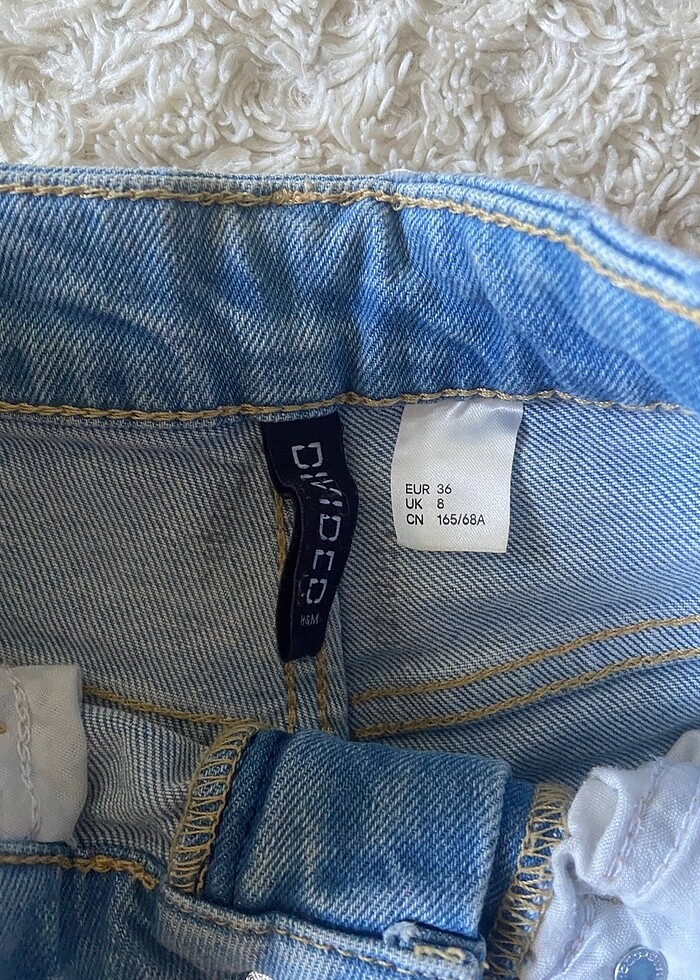 DIVIDED
H&M
EUR 36
UK 8
CN 165/68A